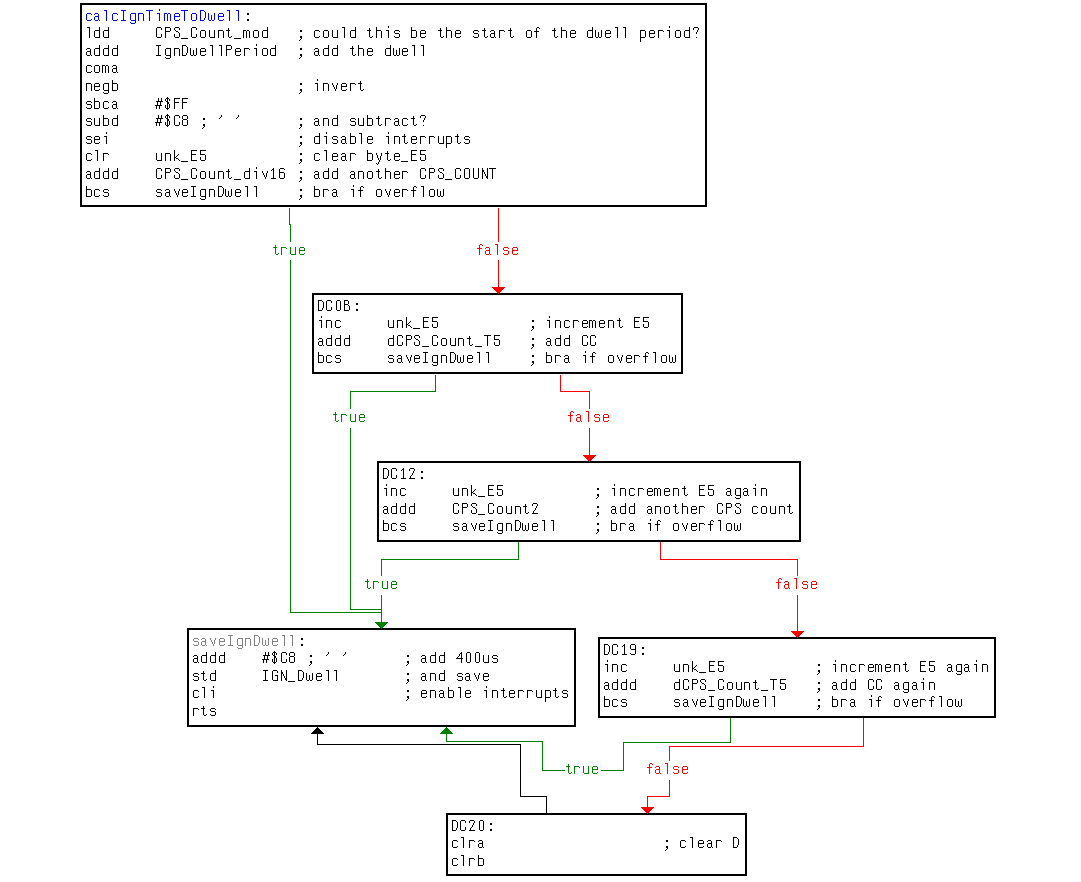 calcIgnTimeToDwell:
ldd CPS_Count_mod ; could this be the start of the dwell period?
addd IgnDwellPeriod ; add the dwell
coma
negb ; invert
sbca #$FF
subd #$C8 ; ' ' ; and subtract?
sei ; disable interrupts
clr unk_E5 ; clear byte_E5
addd CPS_Count_div16 ; add another CPS_COUNT
bcs saveIgnDwell ; bra if overflow
true
false
DC0B:
inc unk_E5 ; increment E5
addd dCPS_Count_T5 ; add CC
bcs saveIgnDwell ; bra if overflow
true
false
DC12:
inc unk_E5 ; increment E5 again
addd CPS_Count2 ; add another CPS count
bcs saveIgnDwell ; bra if overflow
true
false
saveIgnDwell:
addd #$C8 ; ' ' ; add 400us
std IGN_Dwell ; and save
cli ; enable interrupts
rts
DC19:
inc unk_E5 ; increment E5 again
addd dCPS_Count_T5 ; add CC again
bcs saveIgnDwell ; bra if overflow
true
false
DC20:
clra ; clear D
clrb